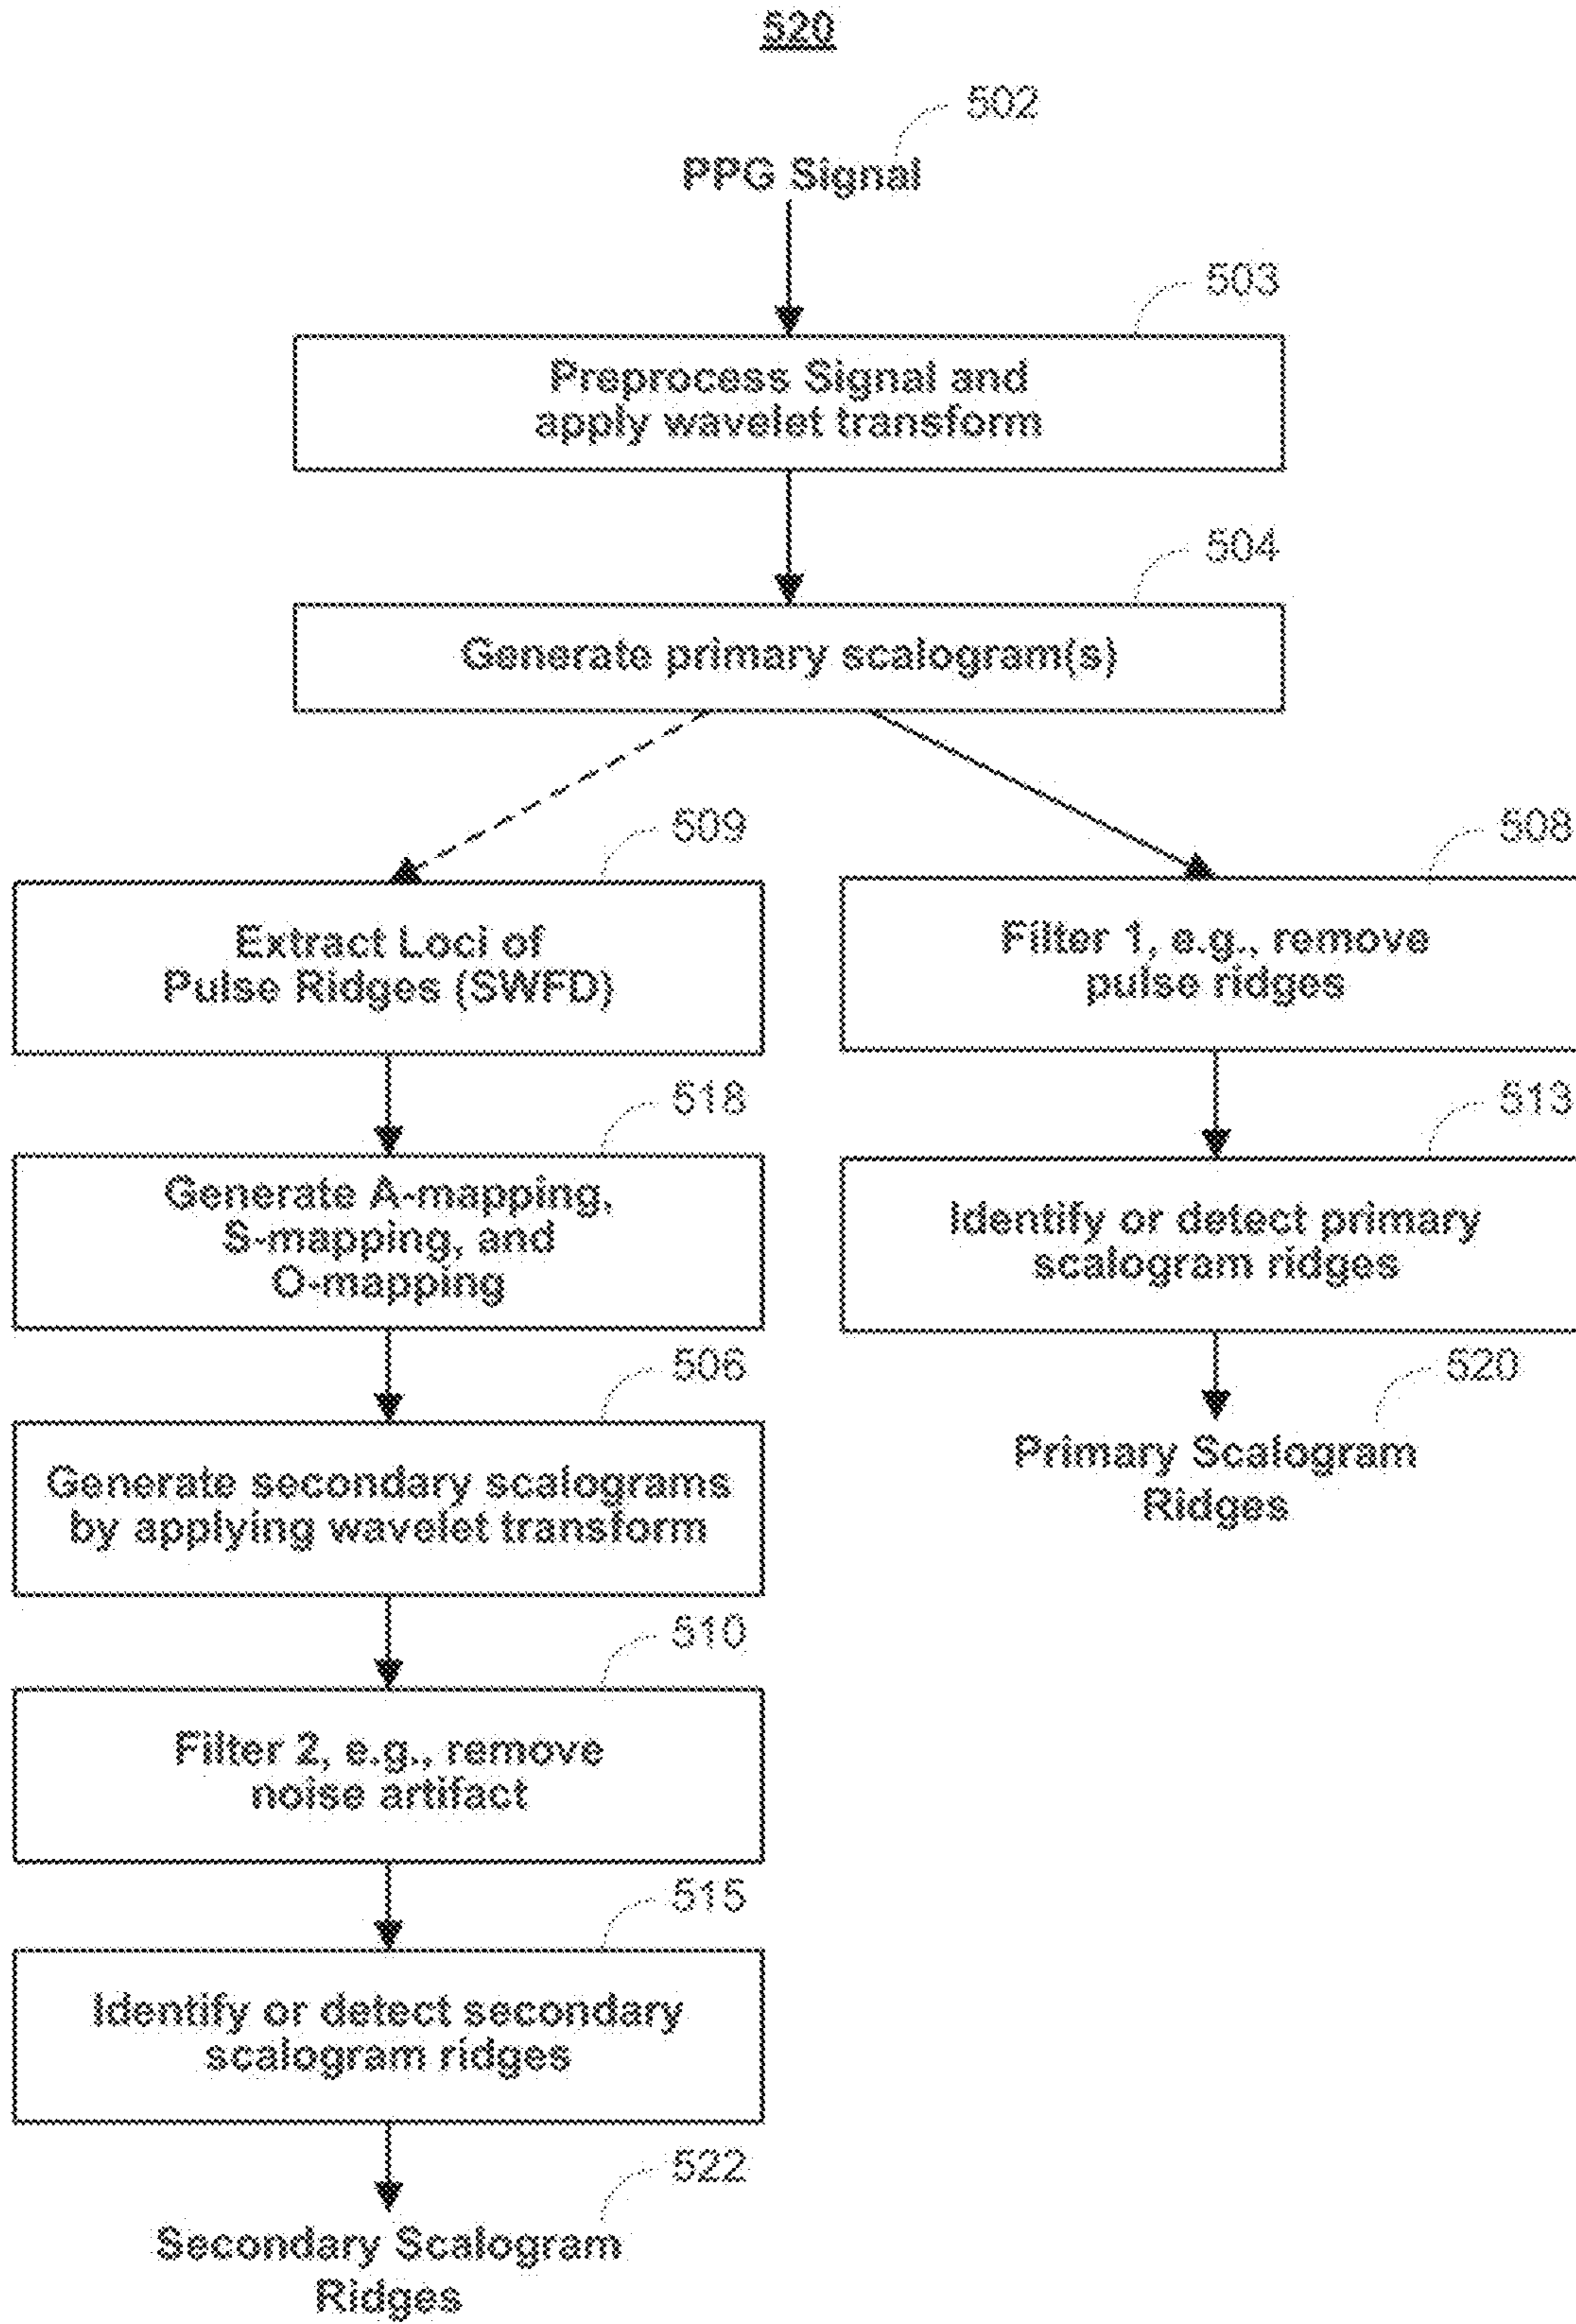 520
502
PPG Signal
503
Preprocess Signal and
apply wavelet transform
504
Generate primary scalogram(s)
509
Extract Loci of
Pulse Ridges (SWFD)
508
Filter 1, e.g., remove
pulse ridges
518
Generate A-mapping,
S-mapping, and
O-mapping
513
Identify or detect primary
scalogram ridges
506
Generate secondary scalograms
by applying wavelet transform
520
Primary Scalogram
Ridges
510
Filter 2, e.g., remove
noise artifact
515
Identify or detect secondary
scalogram ridges
522
Secondary Scalogram
Ridges